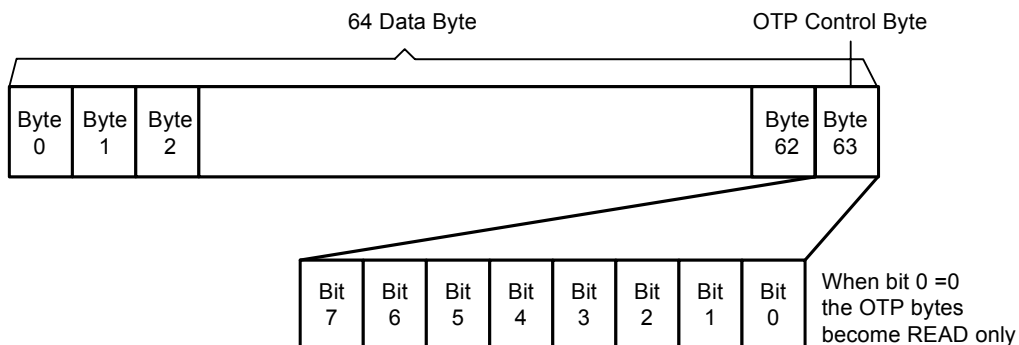 64 Data Byte
OTP Control Byte
Byte 0
Byte 1
Byte 2
Byte 62
Byte 63
Bit 7
Bit 6
Bit 5
Bit 4
Bit 3
Bit 2
Bit 1
Bit 0
When bit 0 =0
the OTP bytes
become READ only